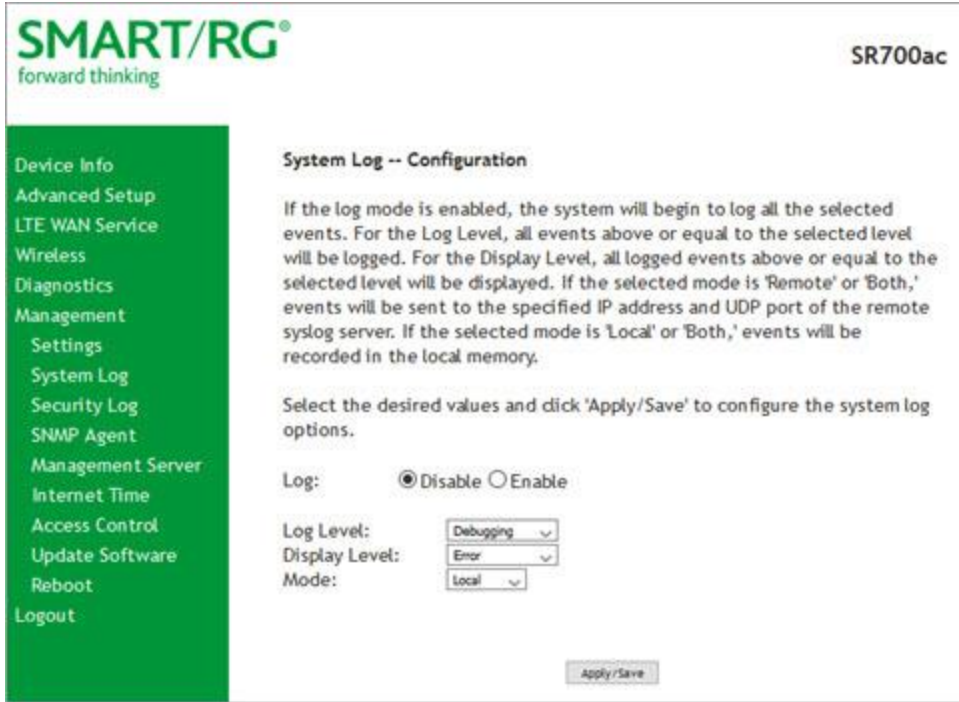 SMART/RG®
forward thinking
SR700ac
Device Info
Advanced Setup
LTE WAN Service
Wireless
Diagnostics
Management
Settings
System Log
Security Log
SNMP Agent
Management Server
Internet Time
Access Control
Update Software
Reboot
Logout
System Log -- Configuration
If the log mode is enabled, the system will begin to log all the selected
events. For the Log Level, all events above or equal to the selected level
will be logged. For the Display Level, all logged events above or equal to the
selected level will be displayed. If the selected mode is 'Remote' or 'Both,'
events will be sent to the specified IP address and UDP port of the remote
syslog server. If the selected mode is 'Local' or 'Both,' events will be
recorded in the local memory.
Select the desired values and click 'Apply/Save' to configure the system log
options.
Log: Disable Enable
Log Level: Debugging
Display Level: Error
Mode: Local
Apply/Save